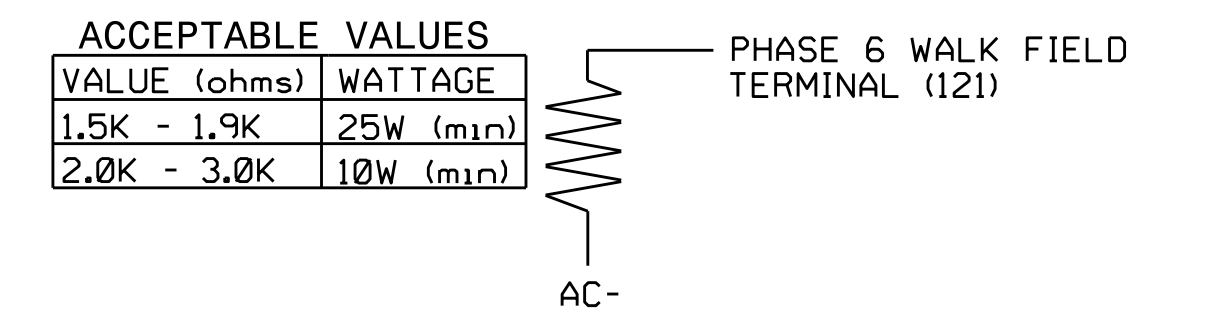 ACCEPTABLE VALUES
VALUE (ohms) WATTAGE
1.5K - 1.9K 25W (min)
2.0K - 3.0K 10W (min)
PHASE 6 WALK FIELD
TERMINAL (121)
AC-